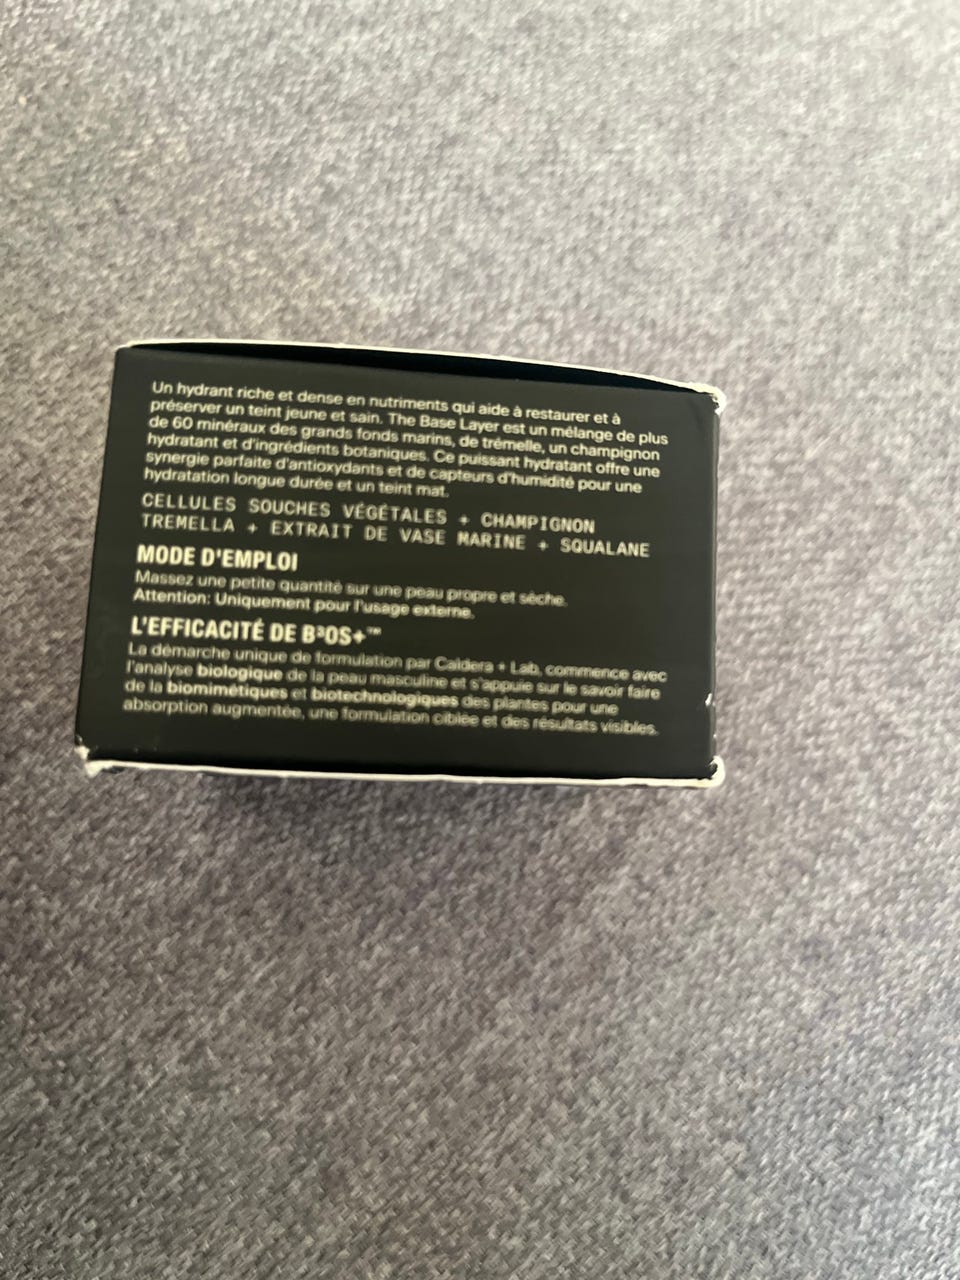 Un hydrant riche et dense en nutriments qui aide à restaurer et à
préserver un teint jeune et sain. The Base Layer est un mélange de plus
de 60 minéraux des grands fonds marins, de trémelle, un champignon
hydratant et d'ingrédients botaniques. Ce puissant hydratant offre une
synergie parfaite d'antioxydants et de capteurs d'humidité pour une
hydratation longue durée et un teint mat.
CELLULES SOUCHES VÉGÉTALES + CHAMPIGNON
TREMELLA + EXTRAIT DE VASE MARINE + SQUALANE
MODE D'EMPLOI
Massez une petite quantité sur une peau propre et sèche.
Attention: Uniquement pour l'usage externe.
L'EFFICACITÉ DE B³OS+™
La démarche unique de formulation par Caldera + Lab, commence avec
l'analyse biologique de la peau masculine et s'appuie sur le savoir faire
de la biomimétiques et biotechnologiques des plantes pour une
absorption augmentée, une formulation ciblée et des résultats visibles.